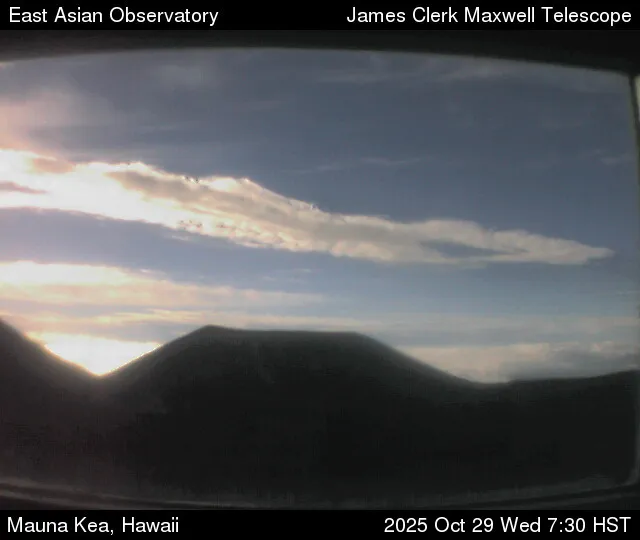 East Asian Observatory
James Clerk Maxwell Telescope
Mauna Kea, Hawaii
2025 Oct 29 Wed 7:30 HST